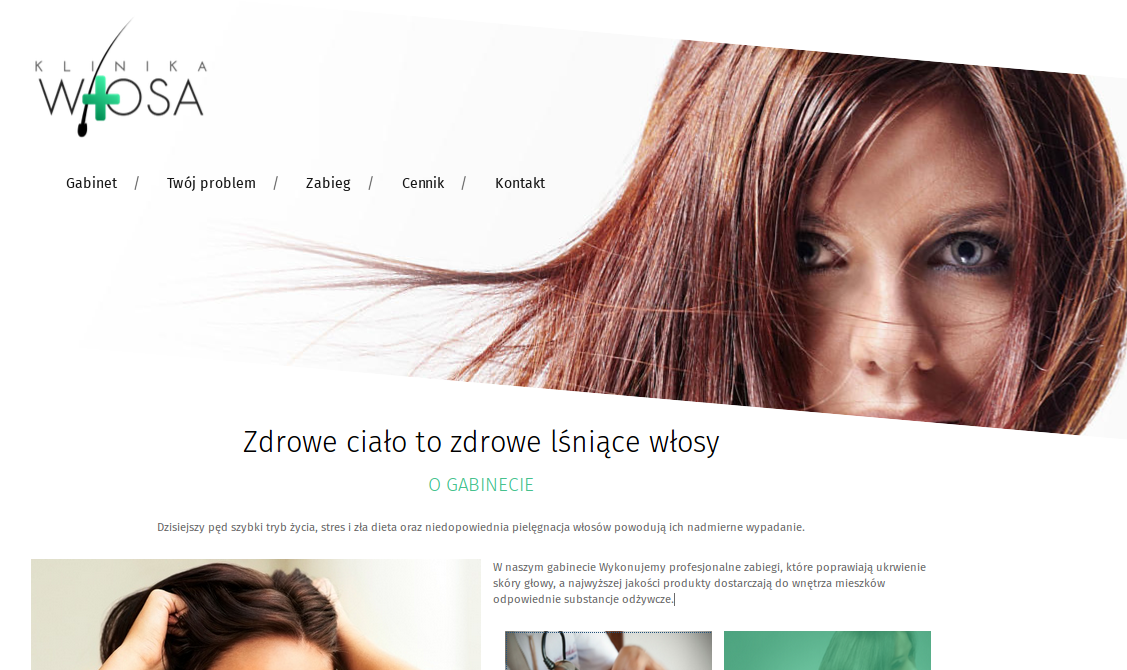 KLINIKA
WŁOSA
Gabinet / Twój problem / Zabieg / Cennik / Kontakt
Zdrowe ciało to zdrowe lśniące włosy
O GABINECIE
Dzisiejszy pęd szybki tryb życia, stres i zła dieta oraz niedopowiednia pielęgnacja włosów powodują ich nadmierne wypadanie.
W naszym gabinecie Wykonujemy profesjonalne zabiegi, które poprawiają ukrwienie
skóry głowy, a najwyższej jakości produkty dostarczają do wnętrza mieszków
odpowiednie substancje odżywcze.